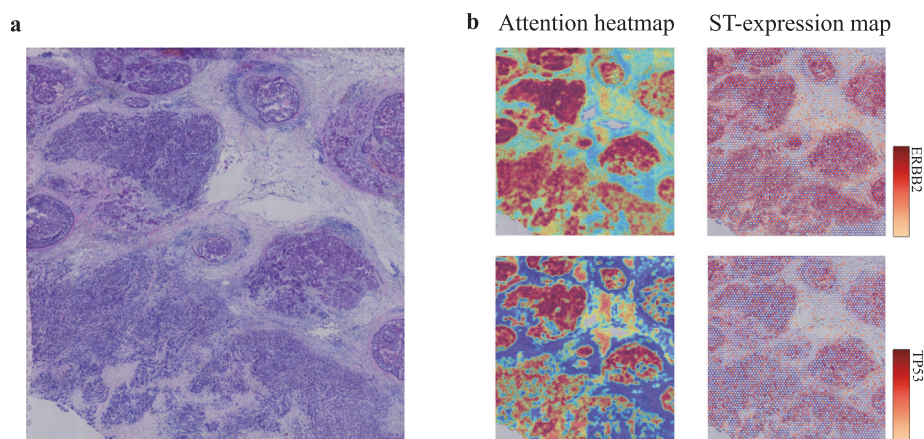 a
b
Attention heatmap
ST-expression map
ERBB2
TP53